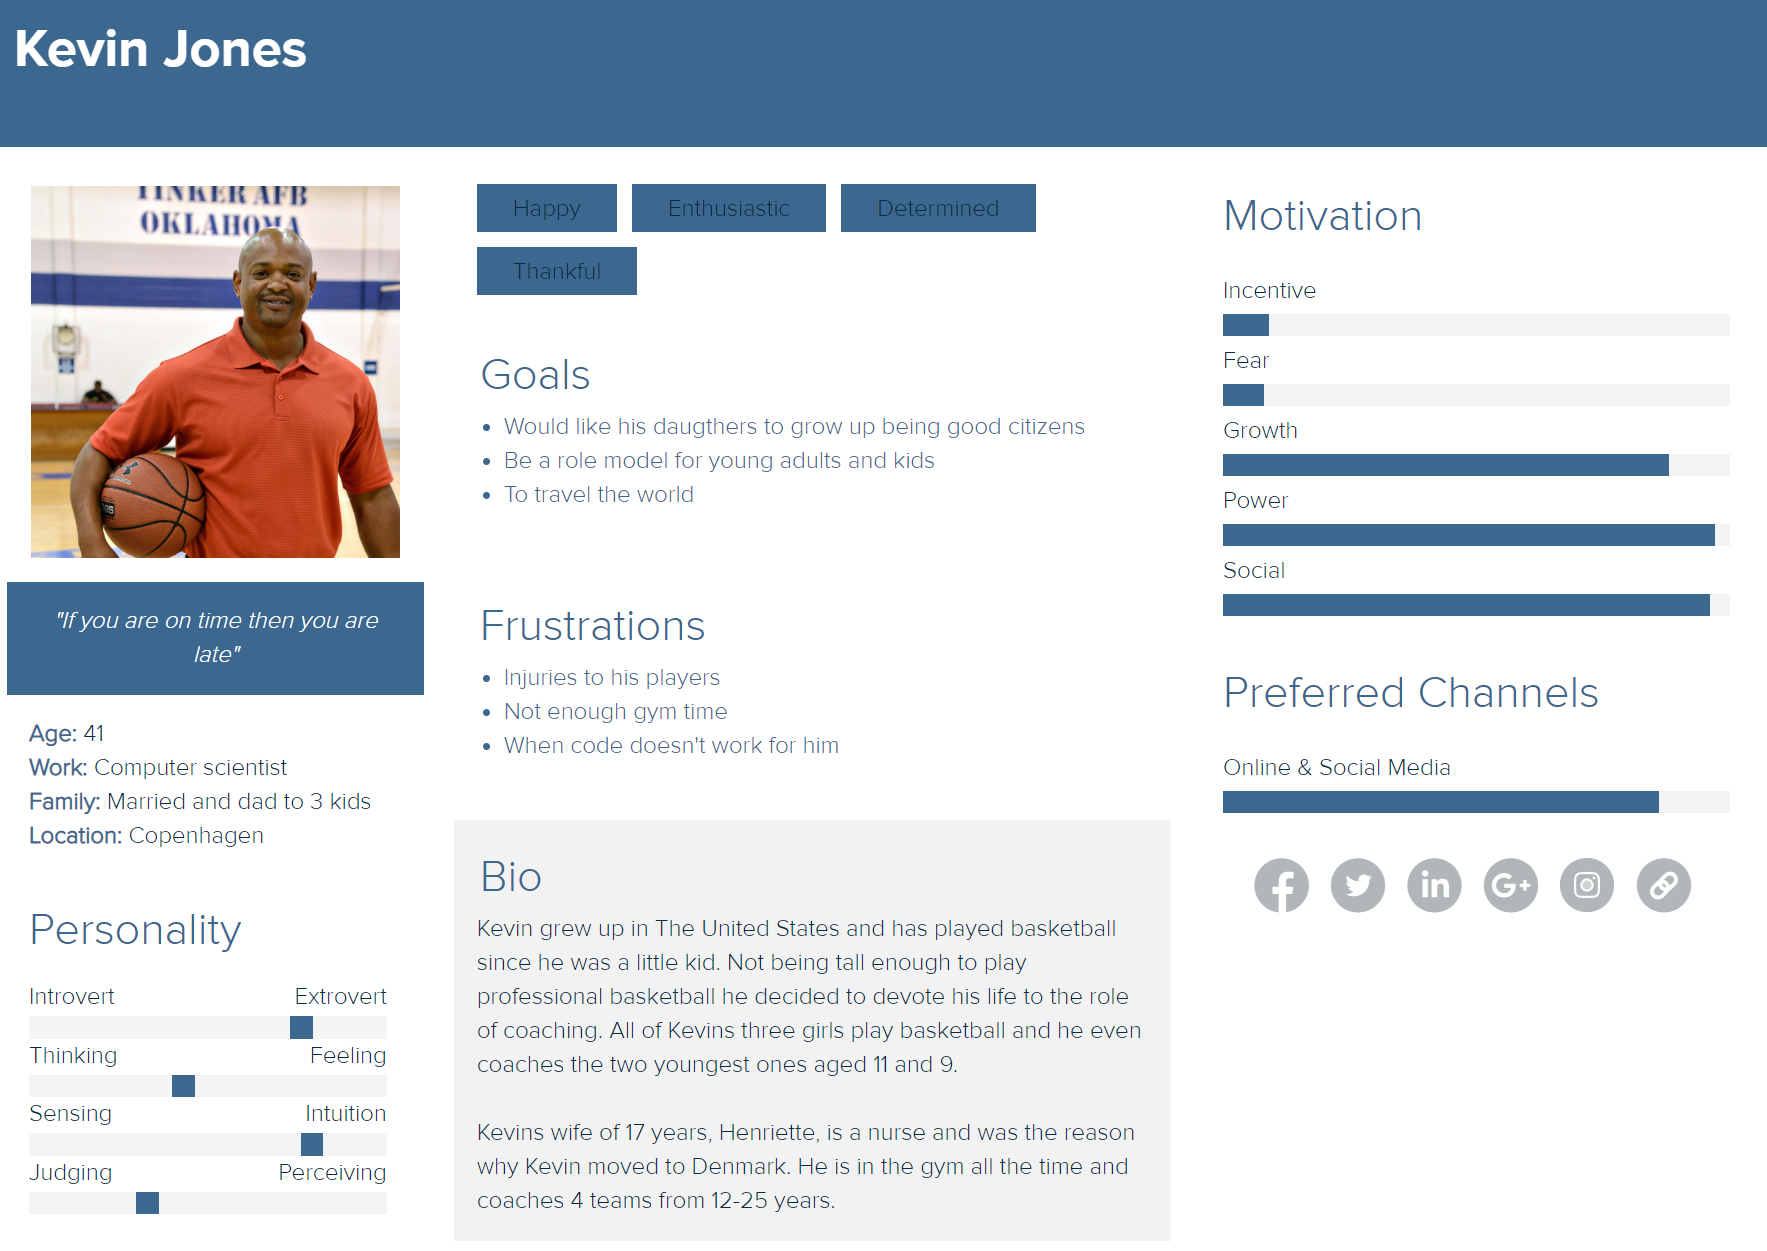 Kevin Jones
TINKER AFB
OKLAHOMA
"If you are on time then you are
late"
Age: 41
Work: Computer scientist
Family: Married and dad to 3 kids
Location: Copenhagen
Personality
Introvert Extrovert
Thinking Feeling
Sensing Intuition
Judging Perceiving
Happy Enthusiastic Determined
Thankful
Goals
Would like his daugthers to grow up being good citizens
Be a role model for young adults and kids
To travel the world
Frustrations
Injuries to his players
Not enough gym time
When code doesn't work for him
Bio
Kevin grew up in The United States and has played basketball
since he was a little kid. Not being tall enough to play
professional basketball he decided to devote his life to the role
of coaching. All of Kevins three girls play basketball and he even
coaches the two youngest ones aged 11 and 9.
Kevins wife of 17 years, Henriette, is a nurse and was the reason
why Kevin moved to Denmark. He is in the gym all the time and
coaches 4 teams from 12-25 years.
Motivation
Incentive
Fear
Growth
Power
Social
Preferred Channels
Online & Social Media